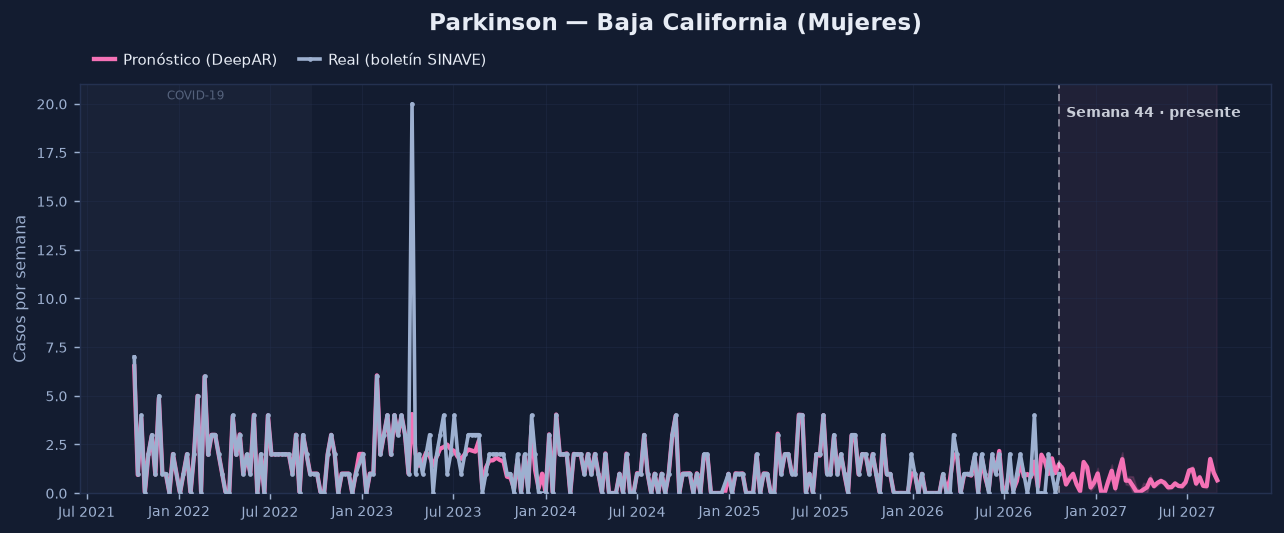 Parkinson — Baja California (Mujeres)
Pronóstico (DeepAR)
Real (boletín SINAVE)
COVID-19
Semana 44 · presente
Casos por semana
20.0
17.5
15.0
12.5
10.0
7.5
5.0
2.5
0.0
Jul 2021
Jan 2022
Jul 2022
Jan 2023
Jul 2023
Jan 2024
Jul 2024
Jan 2025
Jul 2025
Jan 2026
Jul 2026
Jan 2027
Jul 2027